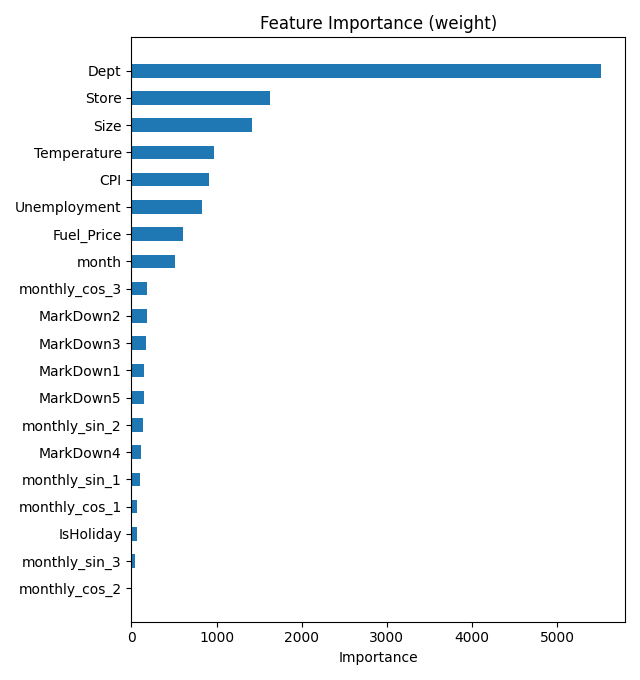 Feature Importance (weight)
Dept
Store
Size
Temperature
CPI
Unemployment
Fuel_Price
month
monthly_cos_3
MarkDown2
MarkDown3
MarkDown1
MarkDown5
monthly_sin_2
MarkDown4
monthly_sin_1
monthly_cos_1
IsHoliday
monthly_sin_3
monthly_cos_2
0 1000 2000 3000 4000 5000
Importance